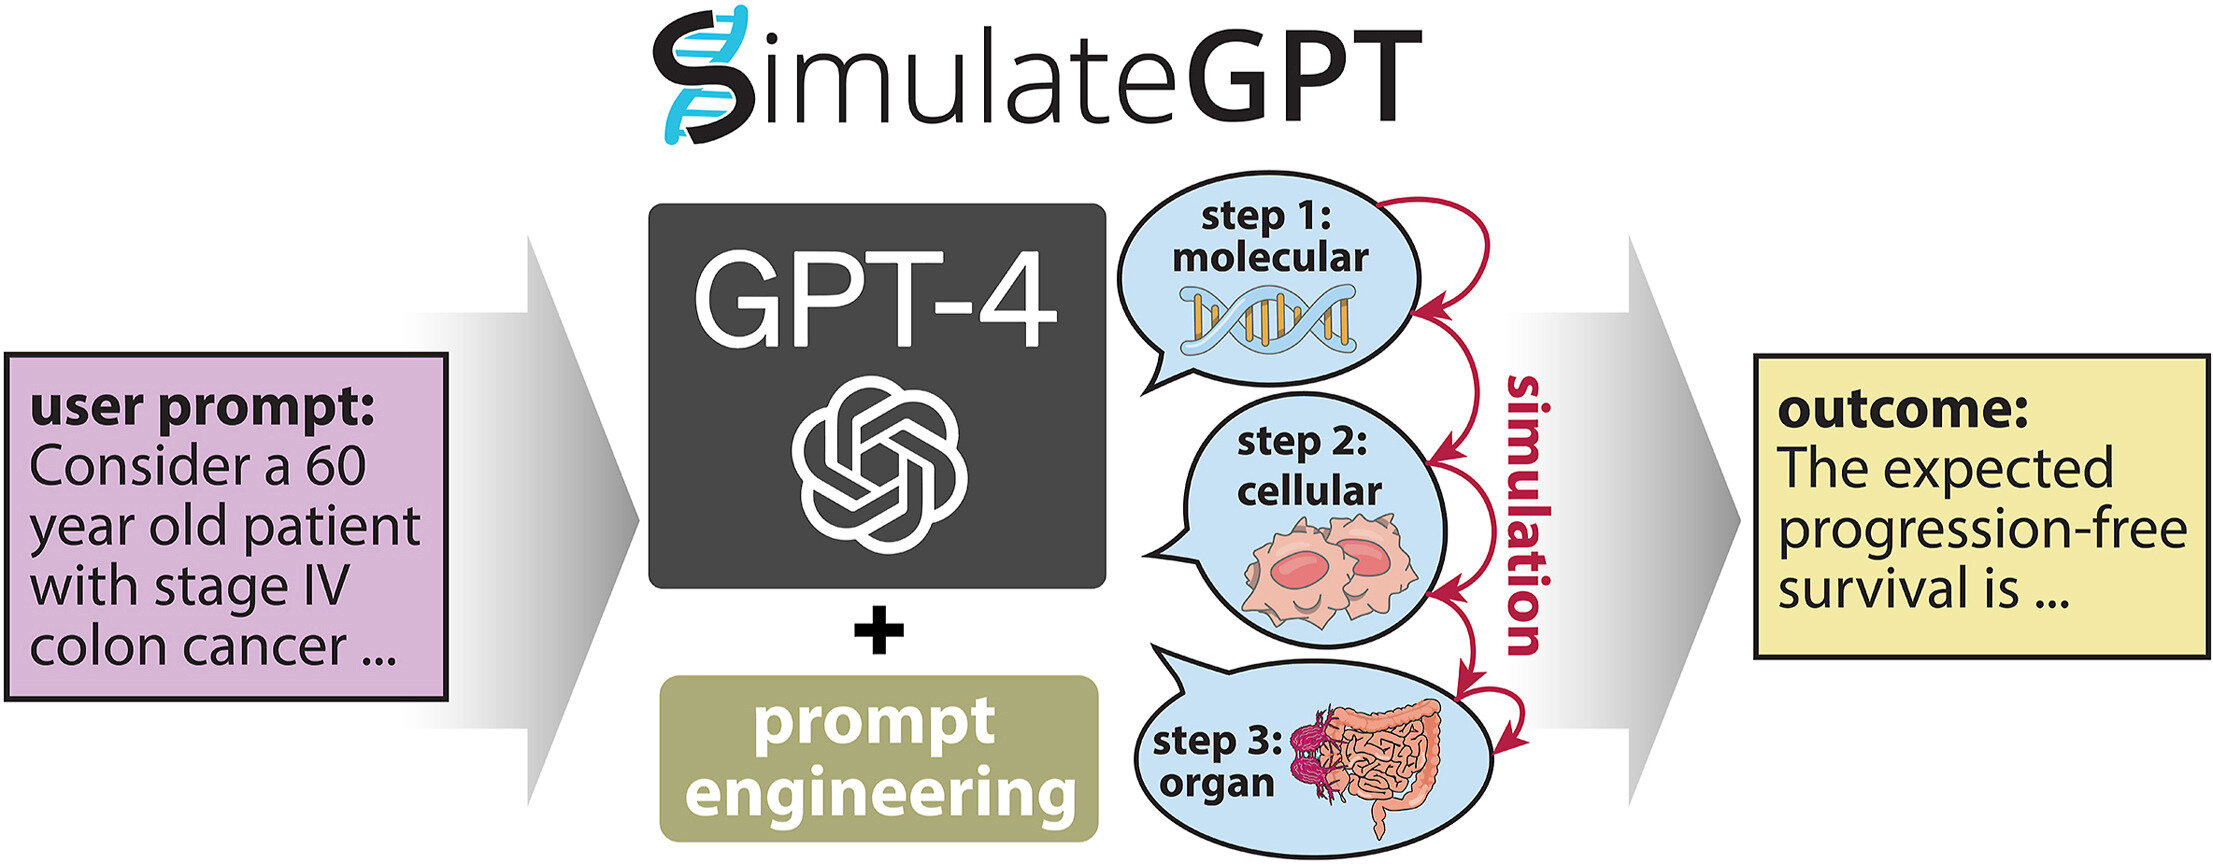 SimulateGPT
user prompt:
Consider a 60
year old patient
with stage IV
colon cancer ...
GPT-4
+
prompt
engineering
step 1:
molecular
step 2:
cellular
step 3:
organ
simulation
outcome:
The expected
progression-free
survival is ...